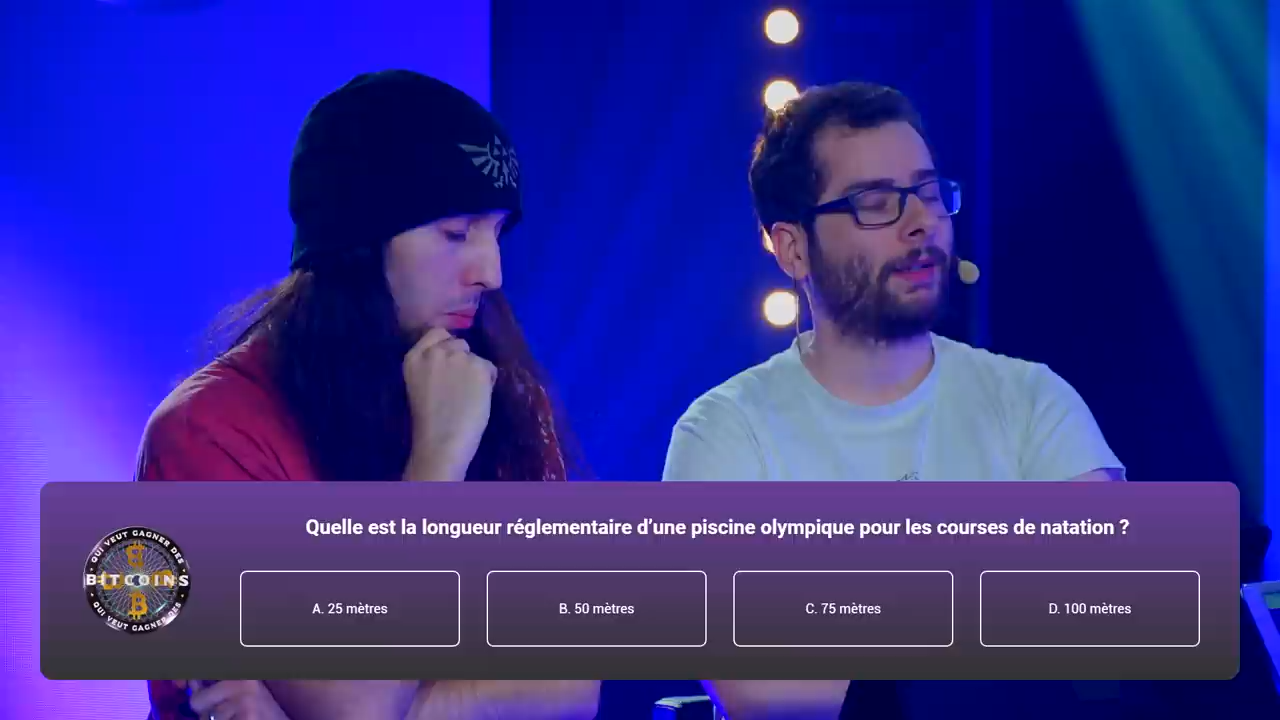 Quelle est la longueur réglementaire d’une piscine olympique pour les courses de natation ?
QUI VEUT GAGNER DES
BITCOINS
QUI VEUT GAGNER DES
A. 25 mètres
B. 50 mètres
C. 75 mètres
D. 100 mètres